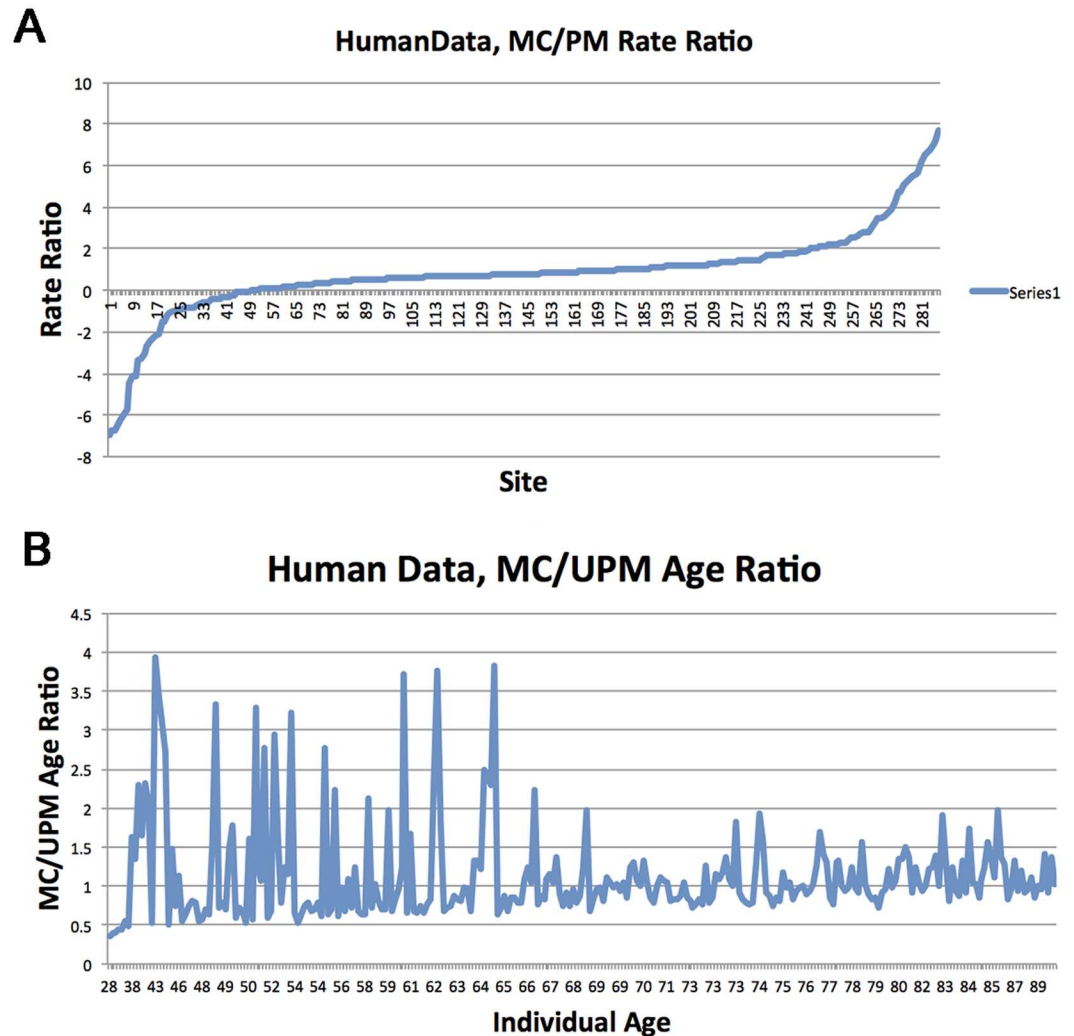 A
HumanData, MC/PM Rate Ratio
10
8
6
4
2
0
-2
-4
-6
-8
Rate Ratio
1 9 17 25 33 41 49 57 65 73 81 89 97 105 113 121 129 137 145 153 161 169 177 185 193 201 209 217 225 233 241 249 257 265 273 281
Series1
Site
B
Human Data, MC/UPM Age Ratio
4.5
4
3.5
3
2.5
2
1.5
1
0.5
0
MC/UPM Age Ratio
28 38 43 46 48 49 50 52 54 54 56 58 59 61 62 63 64 65 66 67 68 69 69 70 71 73 73 73 74 76 77 78 79 80 82 83 84 85 87 89
Individual Age